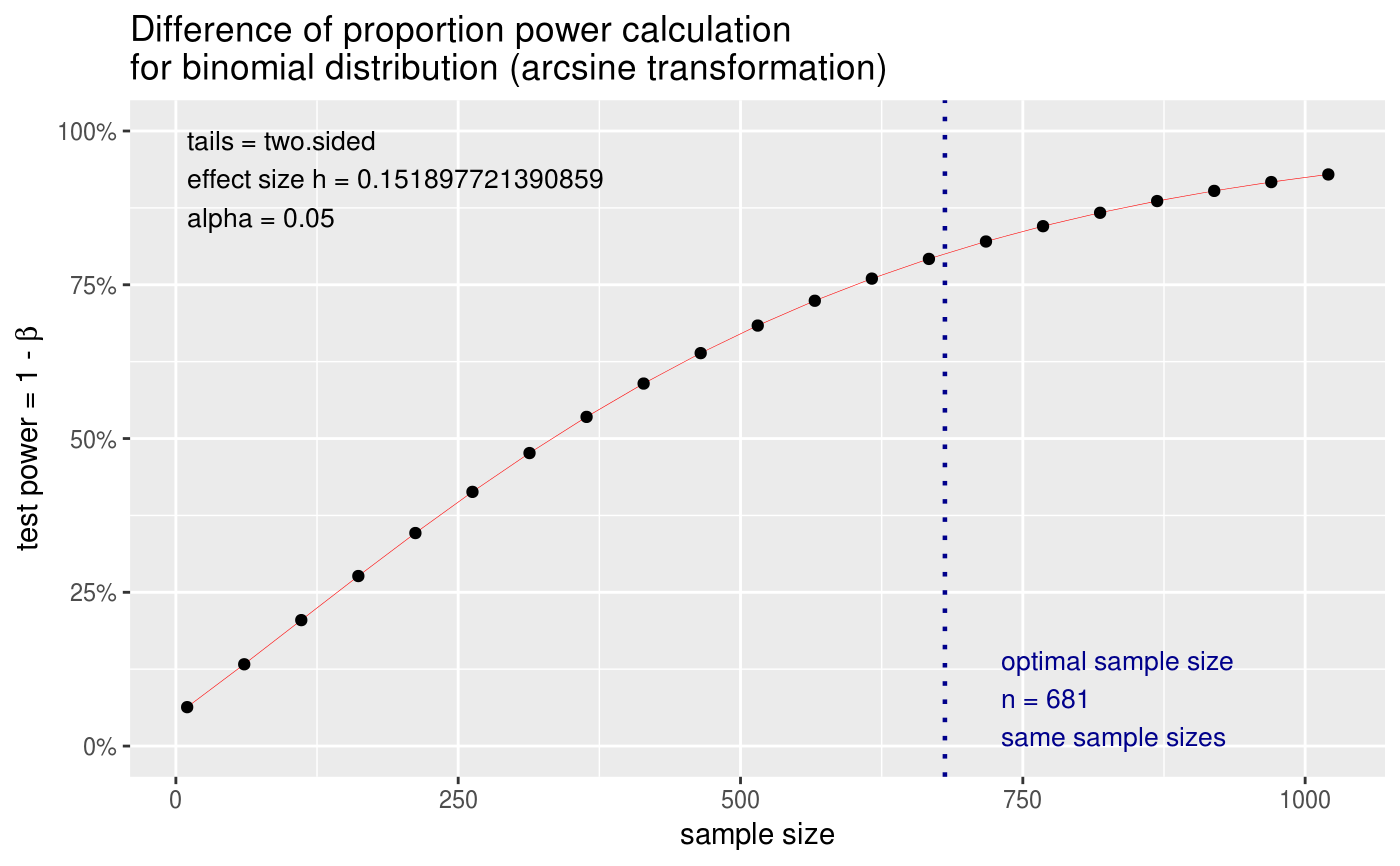 Difference of proportion power calculation
for binomial distribution (arcsine transformation)
100%
75%
50%
25%
0%
test power = 1 - β
tails = two.sided
effect size h = 0.151897721390859
alpha = 0.05
optimal sample size
n = 681
same sample sizes
0
250
500
750
1000
sample size